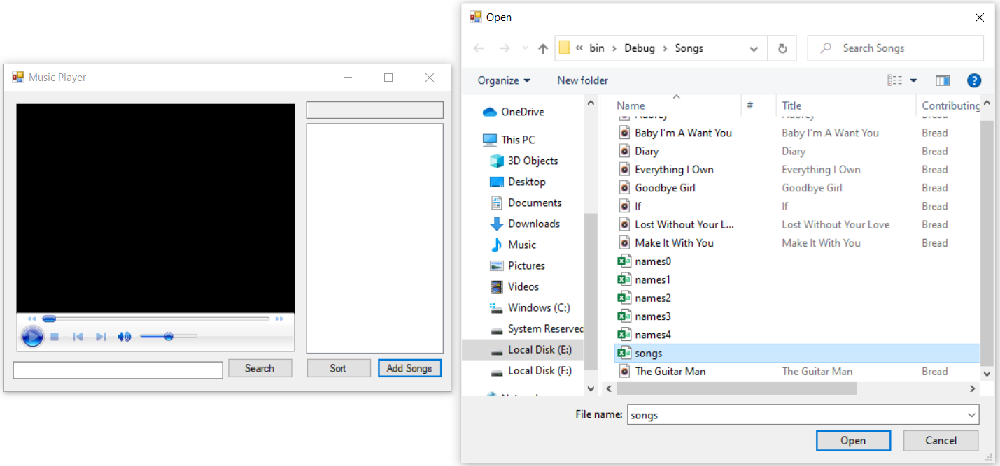 Music Player
Search
Sort
Add Songs
Open
« bin › Debug › Songs
Search Songs
Organize
New folder
?
OneDrive
This PC
3D Objects
Desktop
Documents
Downloads
Music
Pictures
Videos
Windows (C:)
System Reserved
Local Disk (E:)
Local Disk (F:)
Name # Title Contributing
Aubrey Aubrey Bread
Baby I'm A Want You Baby I'm A Want You Bread
Diary Diary Bread
Everything I Own Everything I Own Bread
Goodbye Girl Goodbye Girl Bread
If If Bread
Lost Without Your L... Lost Without Your Love Bread
Make It With You Make It With You Bread
names0
names1
names2
names3
names4
songs
The Guitar Man The Guitar Man Bread
File name: songs
Open
Cancel